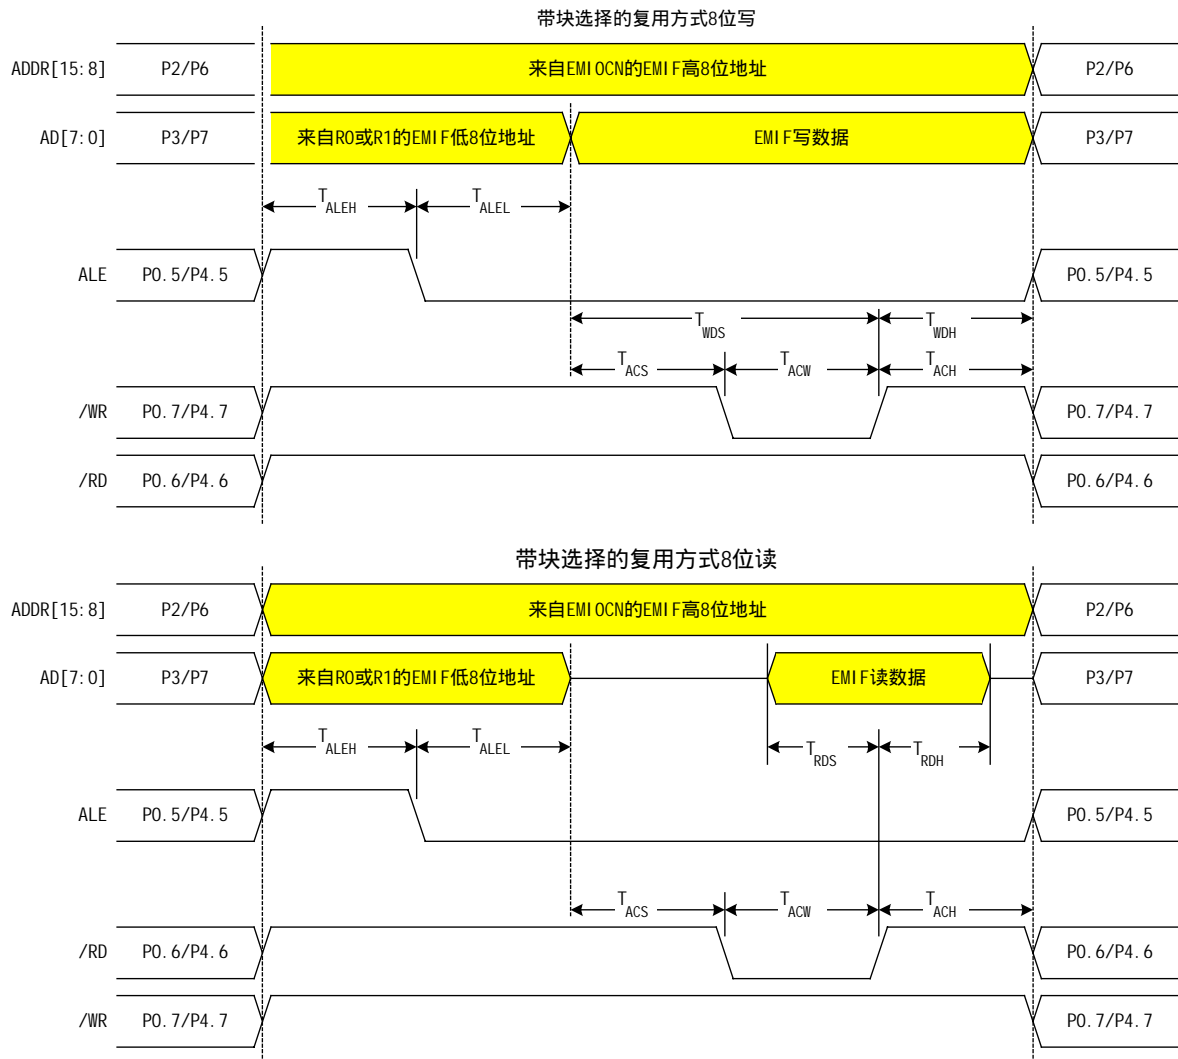 带块选择的复用方式8位写
ADDR[15:8] P2/P6 来自EMI0CN的EMIF高8位地址 P2/P6
AD[7:0] P3/P7 来自R0或R1的EMIF低8位地址 EMIF写数据 P3/P7
TALEH TALEL
ALE P0.5/P4.5 P0.5/P4.5
TWDS TWDH
TACS TACW TACH
/WR P0.7/P4.7 P0.7/P4.7
/RD P0.6/P4.6 P0.6/P4.6
带块选择的复用方式8位读
ADDR[15:8] P2/P6 来自EMI0CN的EMIF高8位地址 P2/P6
AD[7:0] P3/P7 来自R0或R1的EMIF低8位地址 EMIF读数据 P3/P7
TALEH TALEL TRDS TRDH
ALE P0.5/P4.5 P0.5/P4.5
TACS TACW TACH
/RD P0.6/P4.6 P0.6/P4.6
/WR P0.7/P4.7 P0.7/P4.7